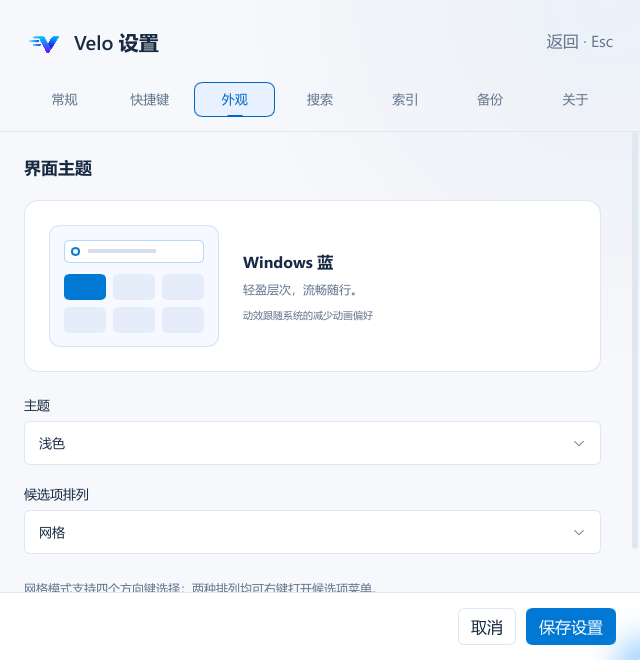 Velo 设置
返回 · Esc
常规 快捷键 外观 搜索 索引 备份 关于
界面主题
Windows 蓝
轻盈层次，流畅随行。
动效跟随系统的减少动画偏好
主题
浅色
候选项排列
网格
网格模式支持四个方向键选择；两种排列均可右键打开候选项菜单。
取消 保存设置